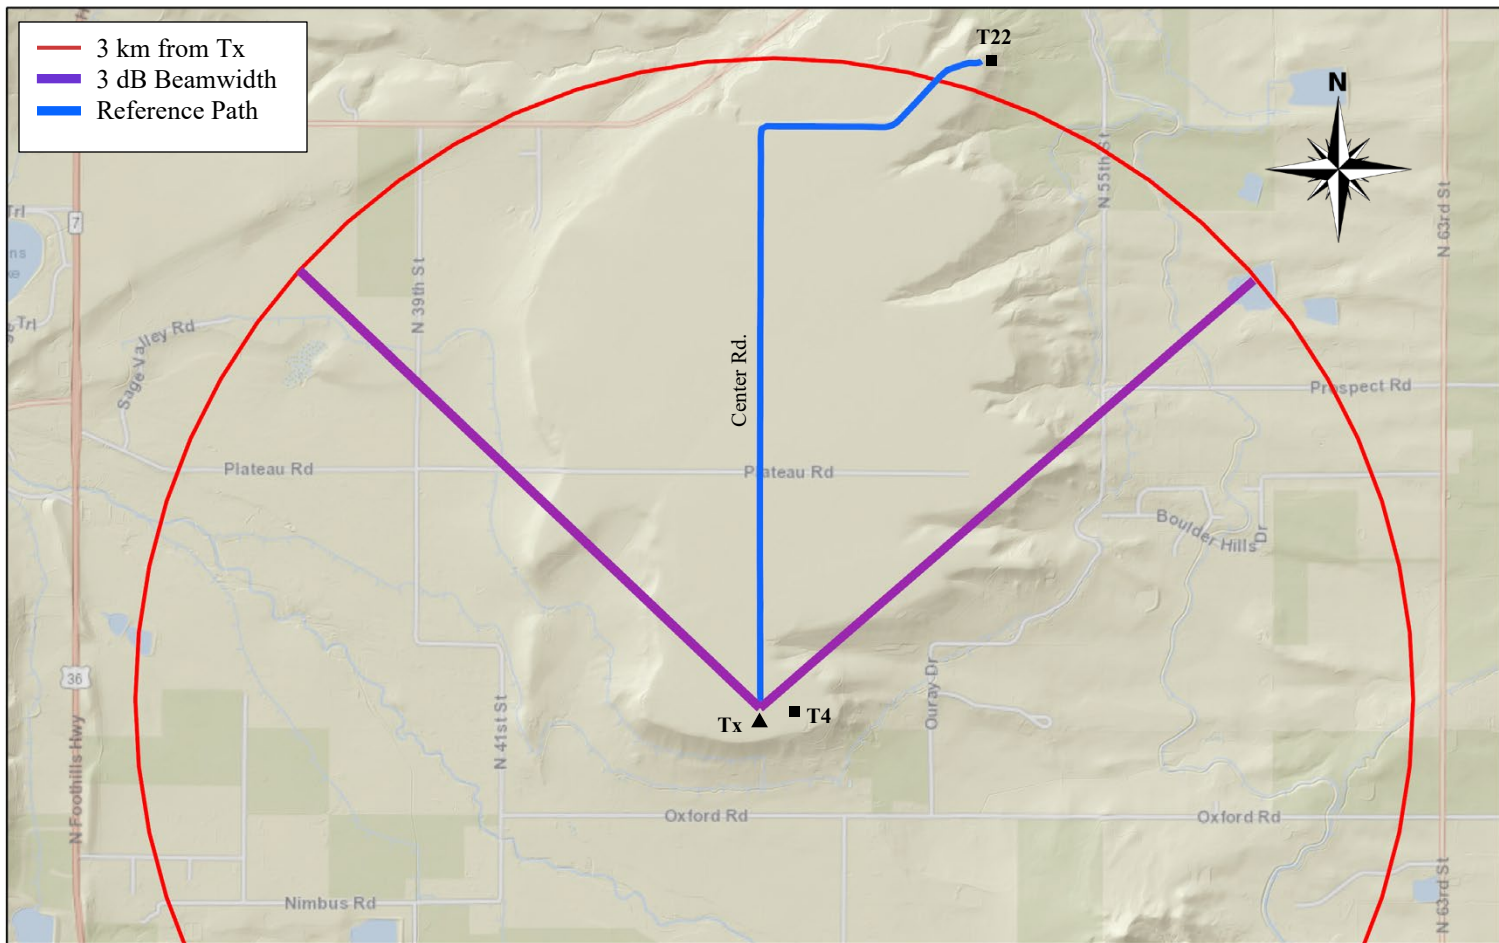 3 km from Tx
3 dB Beamwidth
Reference Path
T22
N
7
Trl
ns
ke
e Trl
Sage Valley Rd
N 39th St
N 55th St
N 63rd St
Center Rd.
Prospect Rd
Plateau Rd
Plateau Rd
Boulder Hills Dr
36
N Foothills Hwy
N 41st St
Tx
T4
Ouray Dr
Oxford Rd
Oxford Rd
Nimbus Rd
N 63rd St